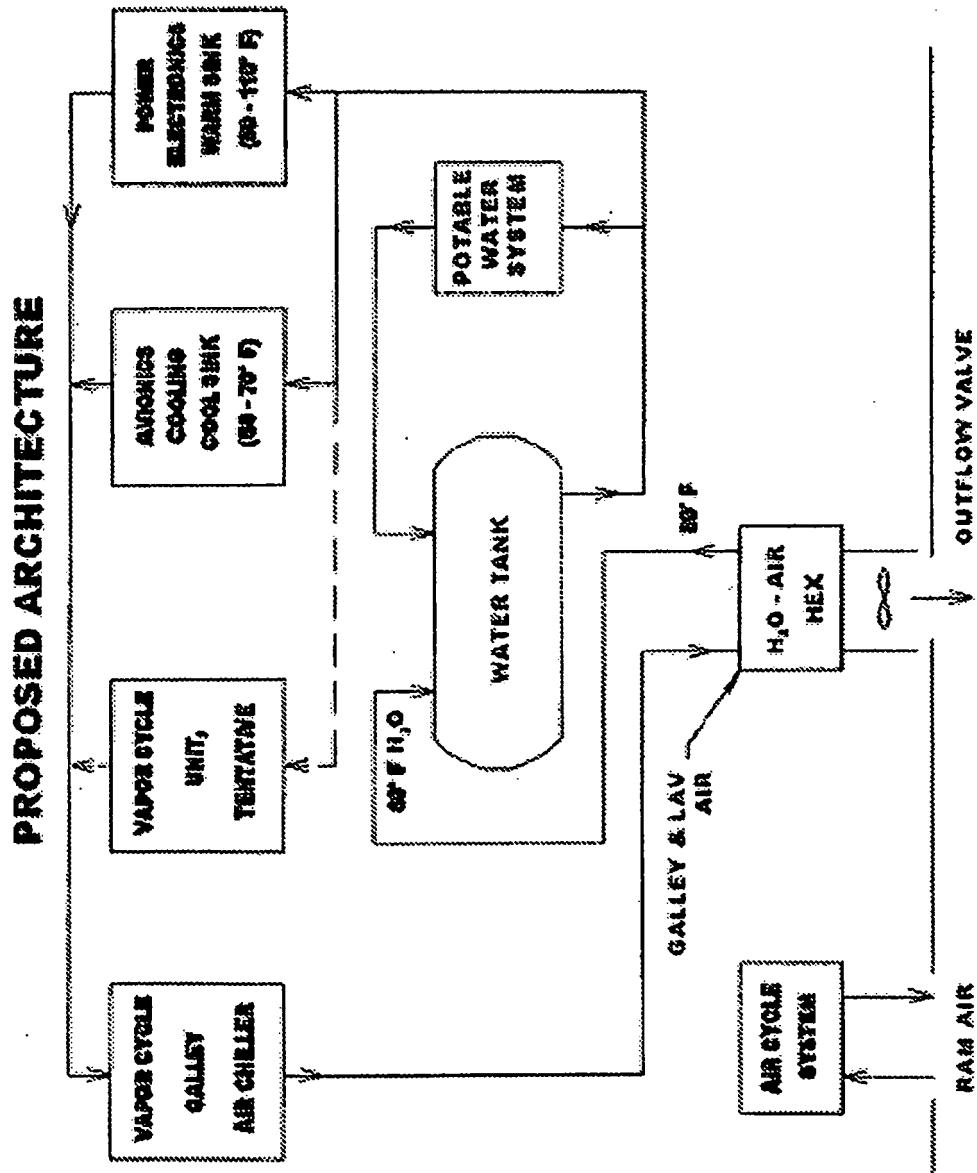 PROPOSED ARCHITECTURE
VAPOR CYCLE
GALLEY
AIR CHILLER
VAPOR CYCLE
UNIT,
TENTATIVE
AVIONICS
COOLING
COOL SINK
POWER
ELECTRONICS
WARM SINK
H₂O
WATER TANK
POTABLE
WATER
SYSTEM
GALLEY & LAV
AIR
H₂O - AIR
HEX
AIR CYCLE
SYSTEM
RAM AIR
OUTFLOW VALVE